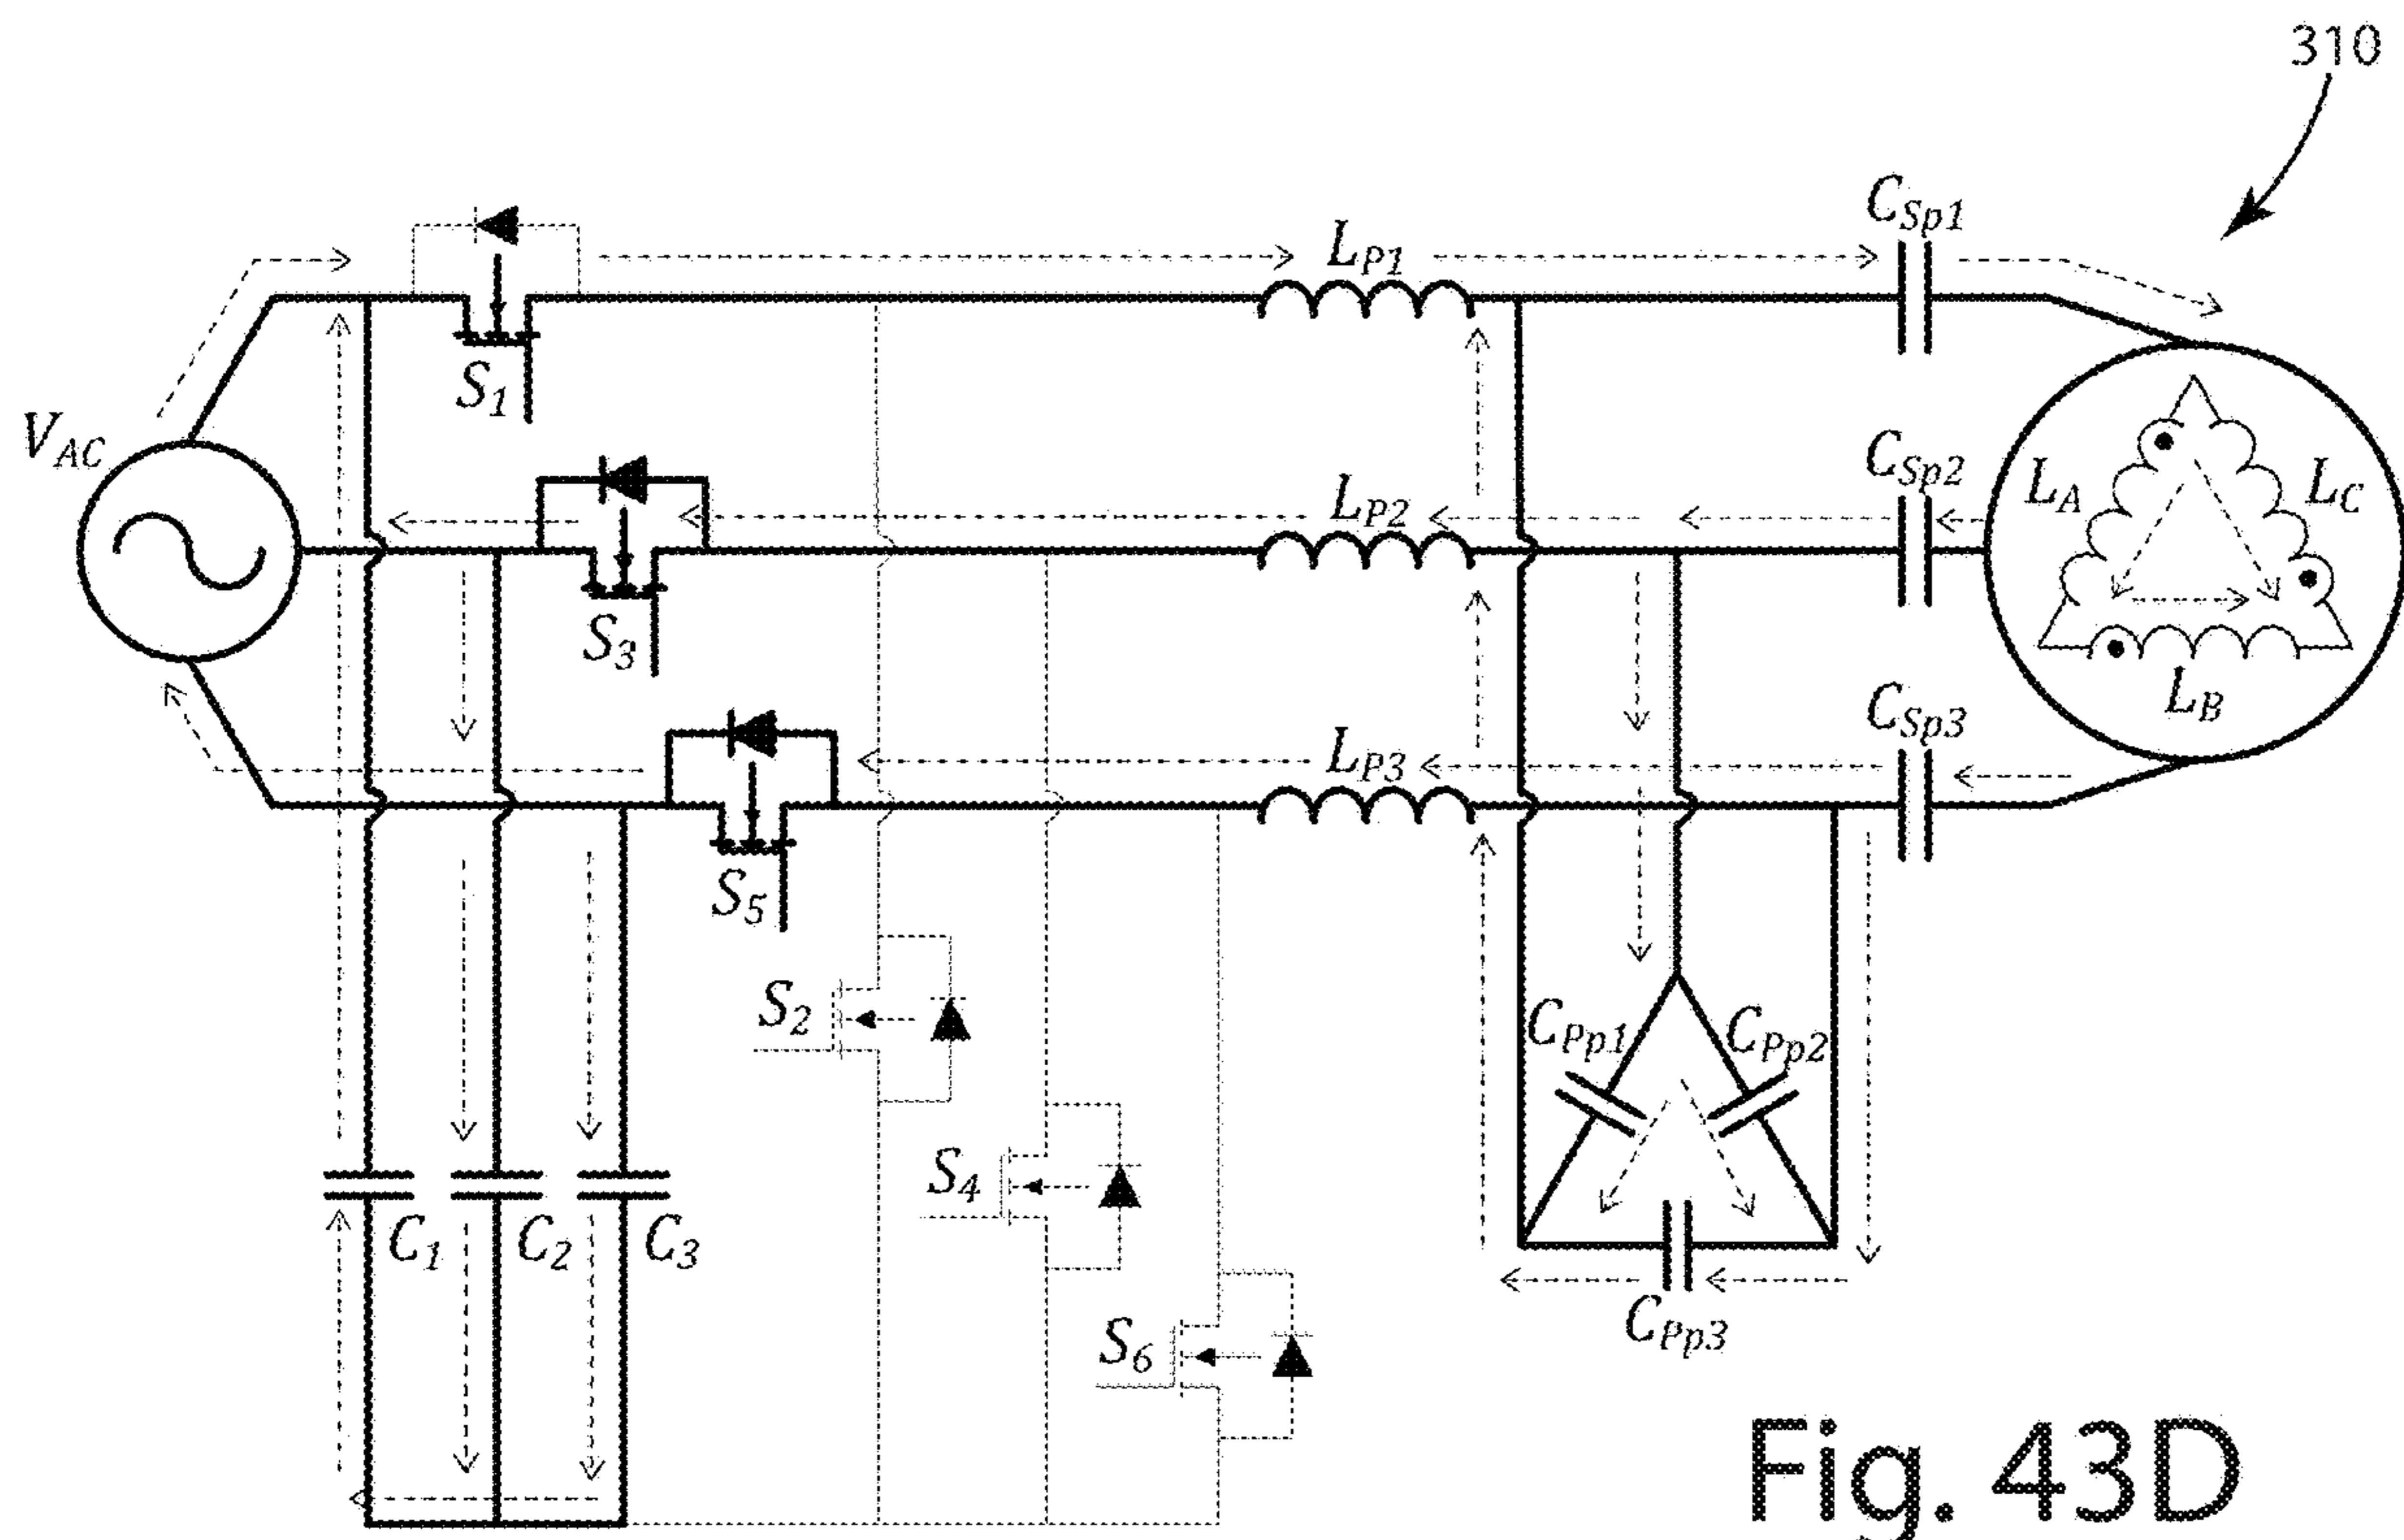 310
C_Sp1
L_P1
S_1
V_AC
C_Sp2
L_P2
L_A
L_C
S_3
L_B
C_Sp3
L_P3
S_5
S_2
C_Pp1
C_Pp2
S_4
C_1
C_2
C_3
C_Pp3
S_6
Fig. 43D